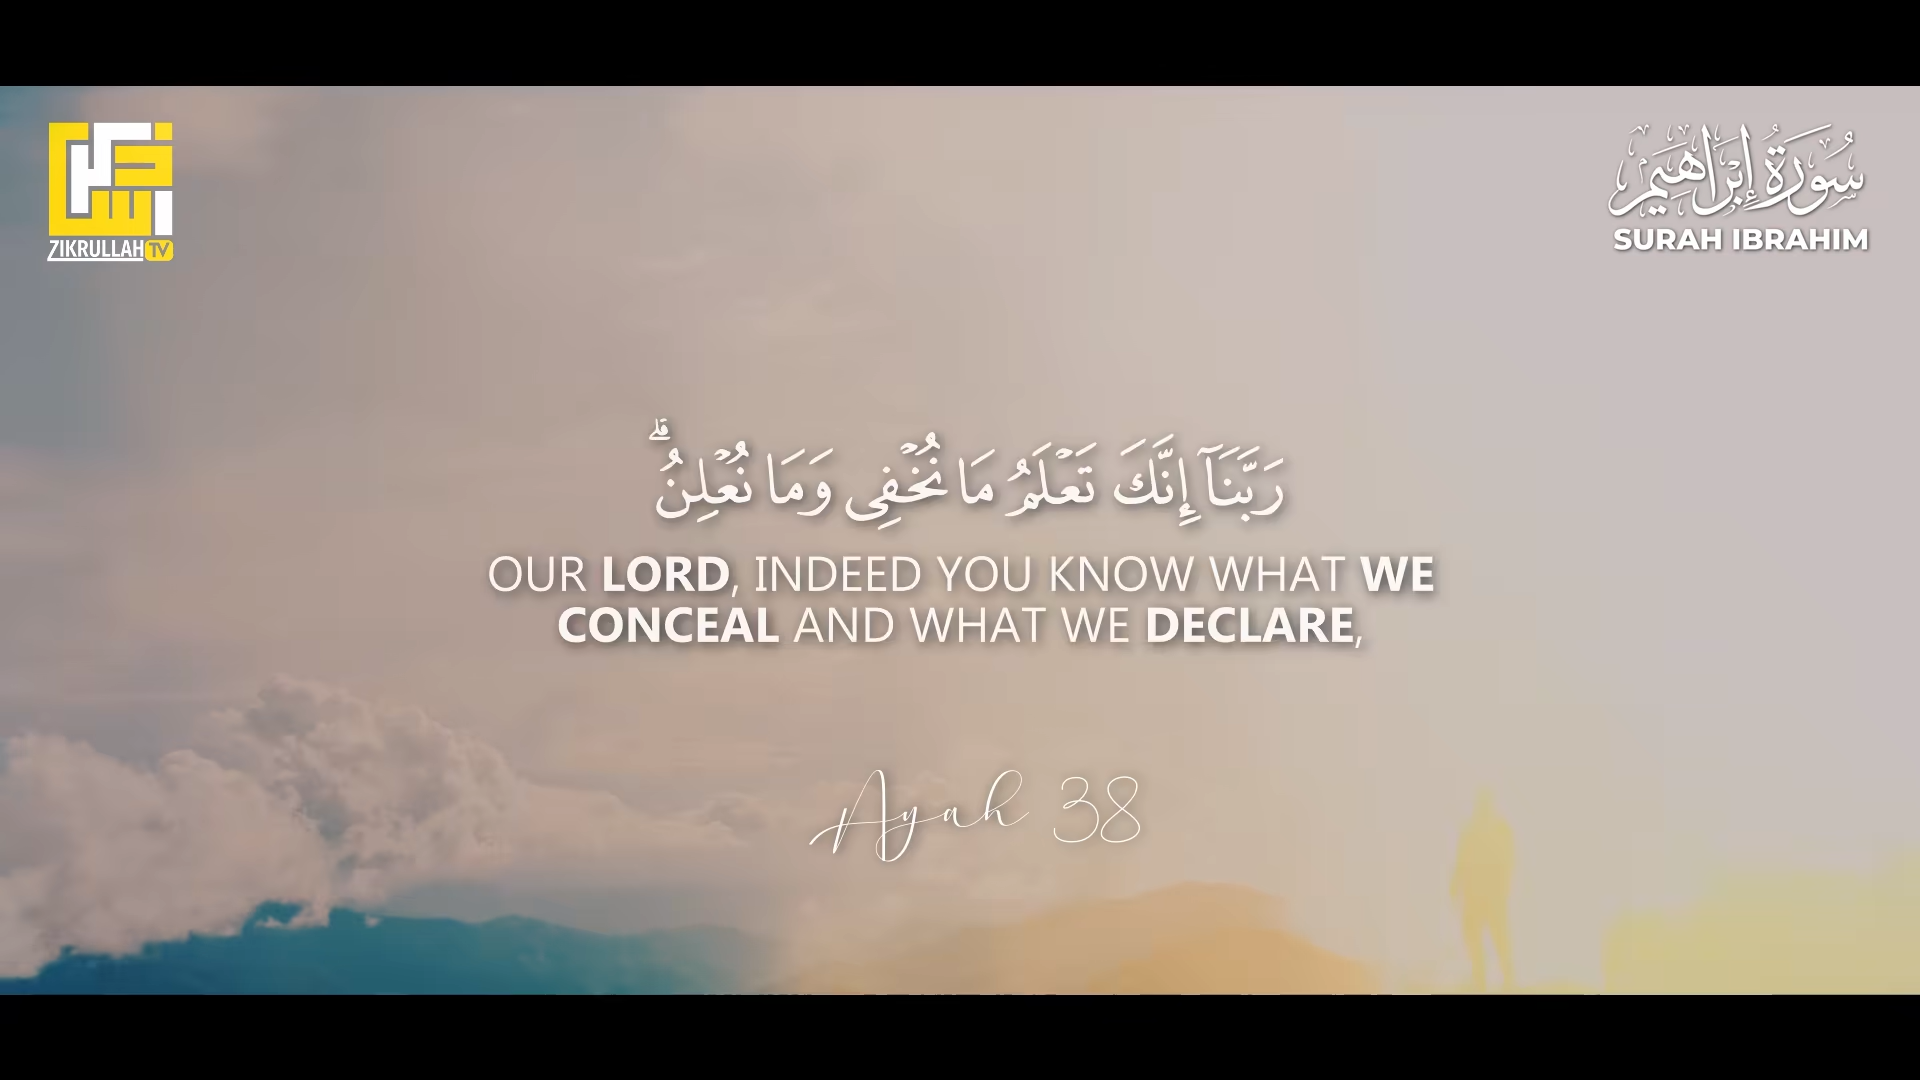 ZIKRULLAH TV
سُورَةُ إِبْرَاهِيم
SURAH IBRAHIM
رَبَّنَآ إِنَّكَ تَعْلَمُ مَا نُخْفِى وَمَا نُعْلِنُ ۗ
OUR LORD, INDEED YOU KNOW WHAT WE
CONCEAL AND WHAT WE DECLARE,
Ayah 38